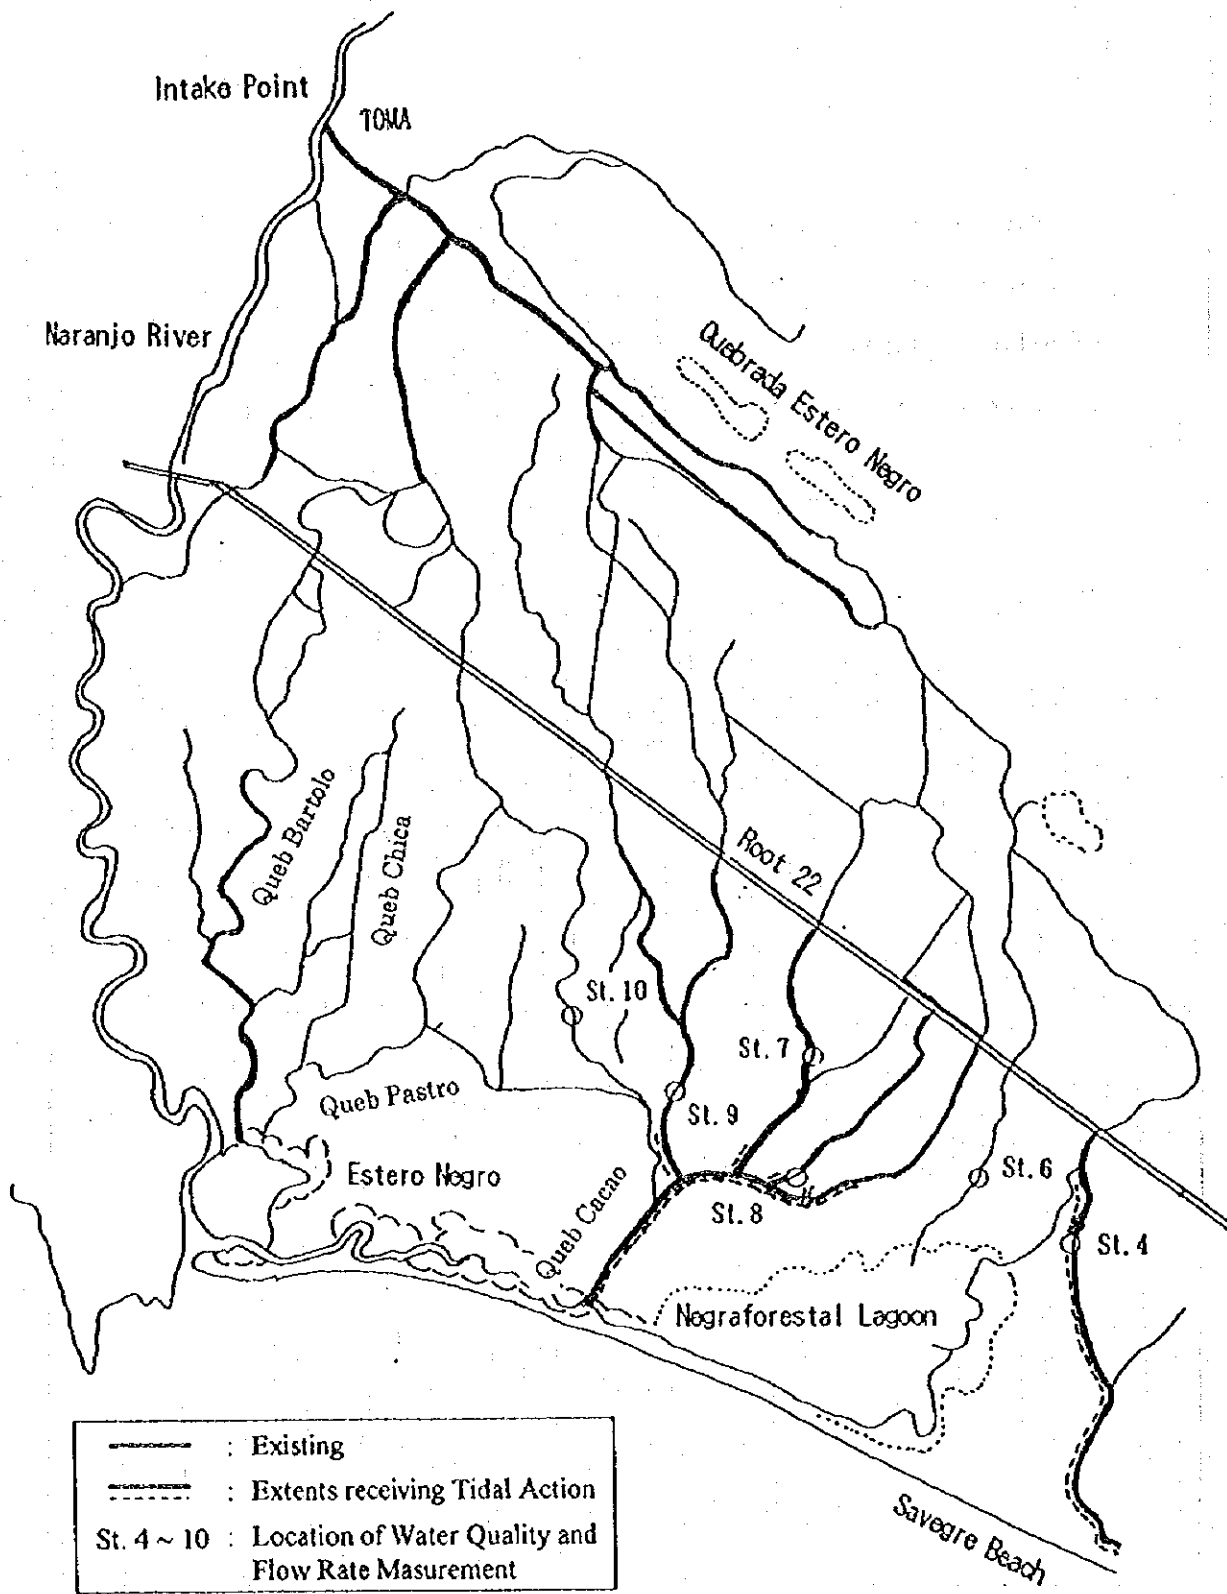 Intake Point
TOMA
Naranjo River
Quebrada Estero Negro
Root 22
Queb Bartolo
Queb Chica
St. 10
St. 7
Queb Pastro
St. 9
Estero Negro
Queb Cacao
St. 8
St. 6
St. 4
Negraforestal Lagoon
Savegre Beach
: Existing
: Extents receiving Tidal Action
St. 4 ~ 10 : Location of Water Quality and
Flow Rate Masurement